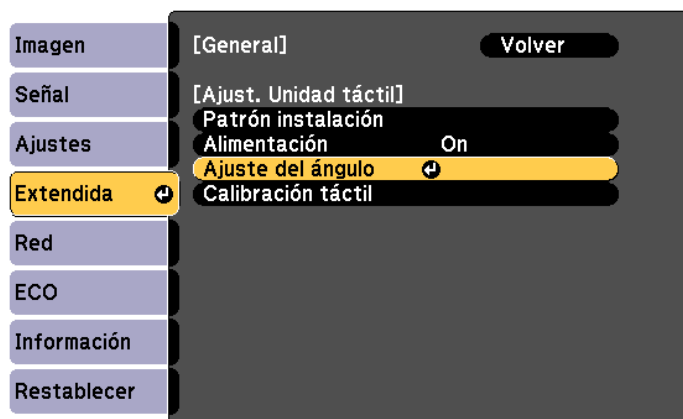 Imagen
Señal
Ajustes
Extendida
Red
ECO
Información
Restablecer
[General]
Volver
[Ajust. Unidad táctil]
Patrón instalación
Alimentación On
Ajuste del ángulo
Calibración táctil